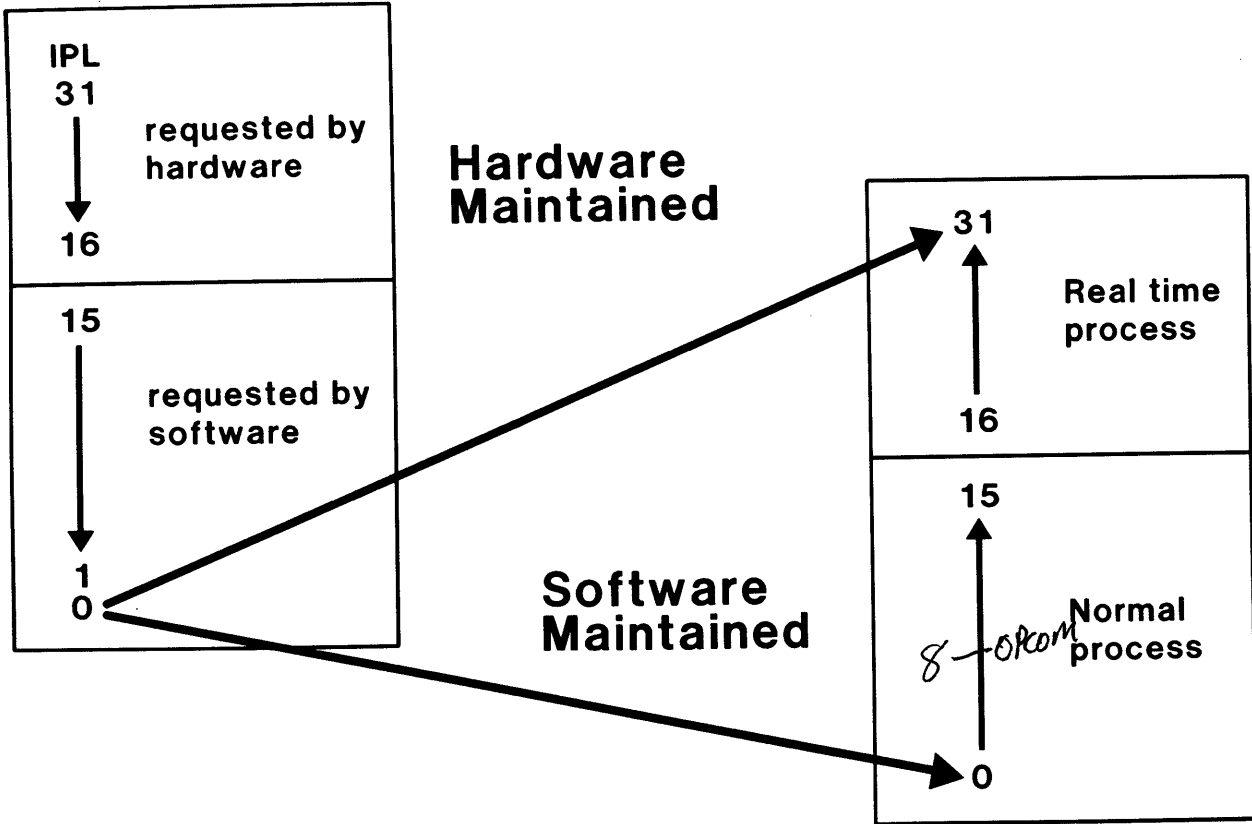 IPL
31
requested by
hardware
16
15
requested by
software
1
0
Hardware
Maintained
Software
Maintained
31
Real time
process
16
15
Normal
process
8 — OPCOM
0